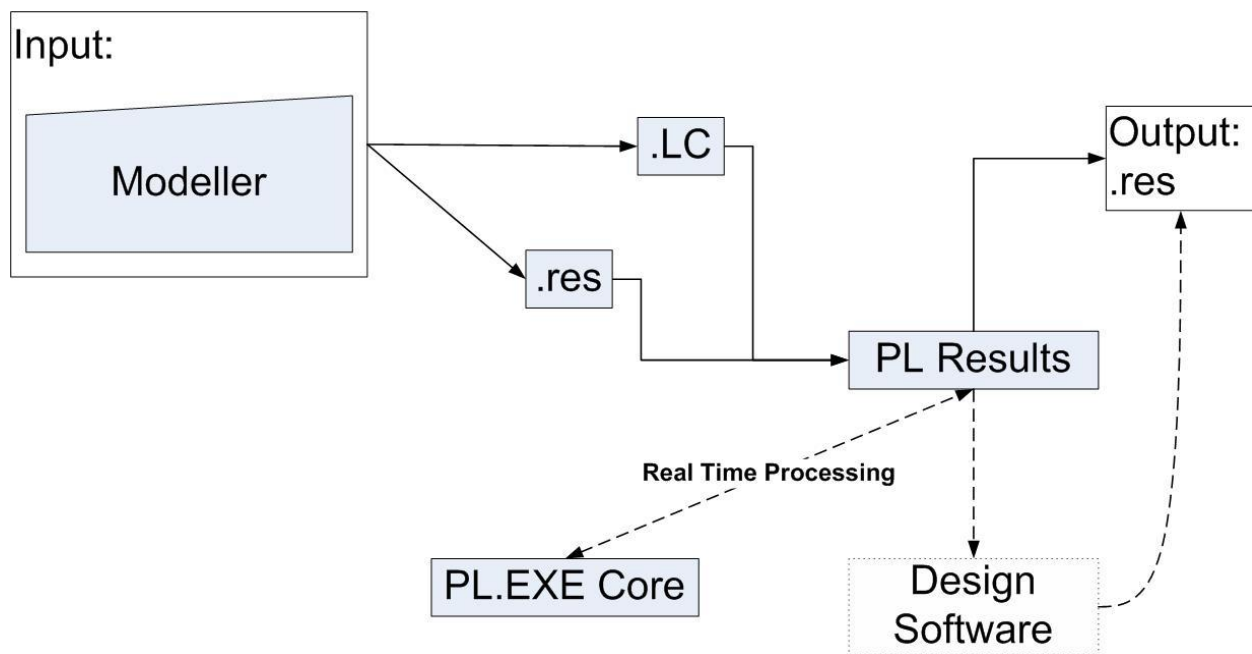 Input:
Modeller
.LC
.res
Output:
.res
PL Results
Real Time Processing
PL.EXE Core
Design
Software